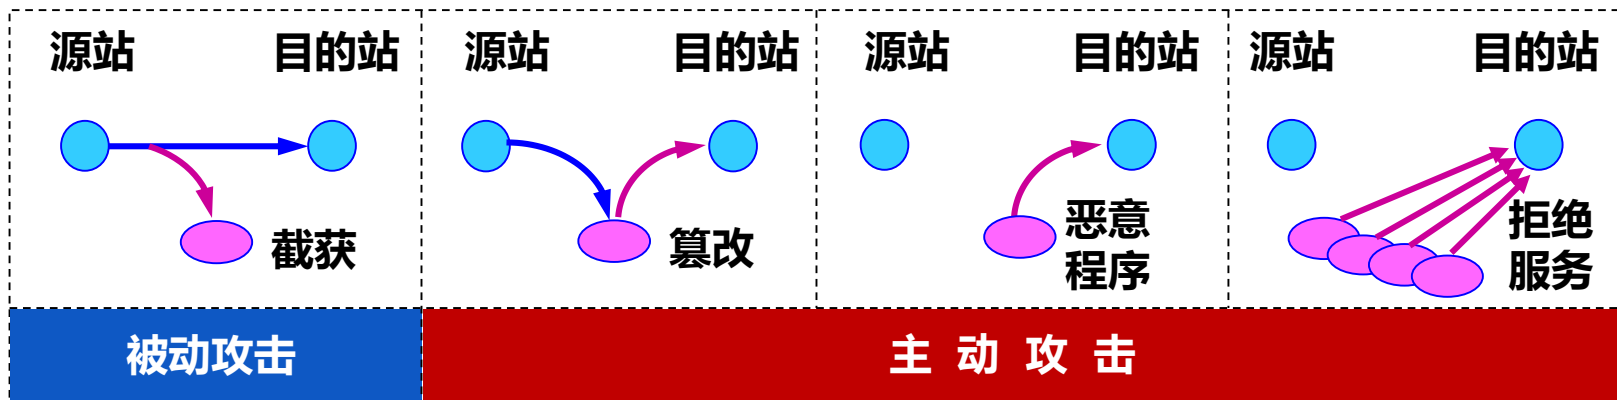 源站 目的站 源站 目的站 源站 目的站 源站 目的站
截获
篡改
恶意
程序
拒绝
服务
被动攻击
主 动 攻 击